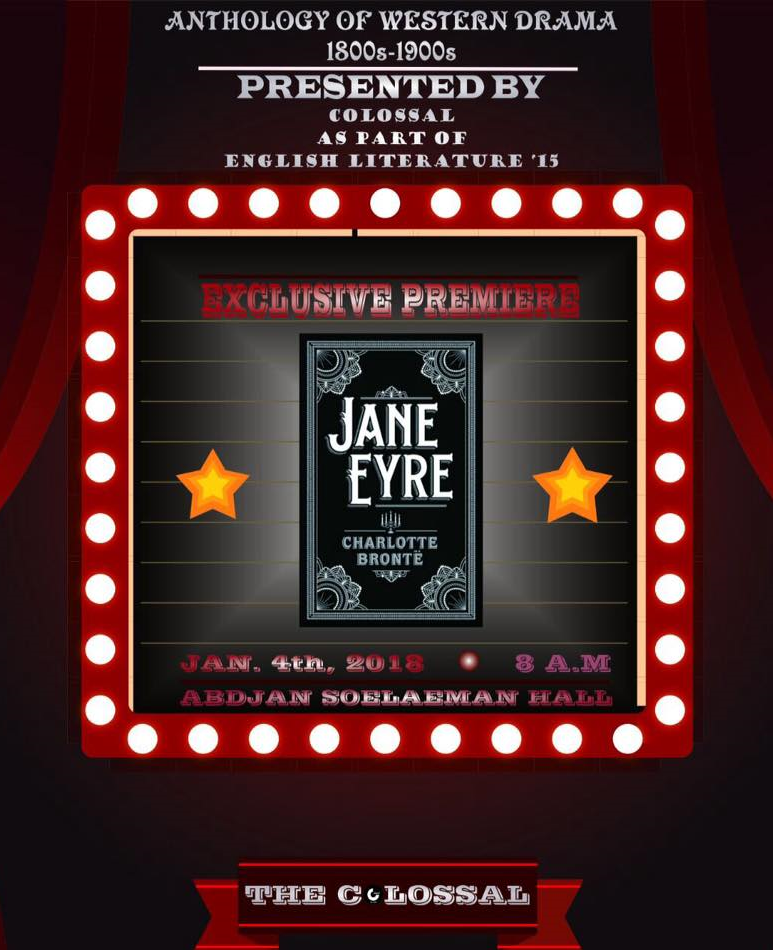 ANTHOLOGY OF WESTERN DRAMA
1800s-1900s
PRESENTED BY
COLOSSAL
AS PART OF
ENGLISH LITERATURE '15
EXCLUSIVE PREMIERE
JANE
EYRE
CHARLOTTE
BRONTË
JAN. 4th, 2018 8 A.M
ABDJAN SOELAEMAN HALL
THE COLOSSAL